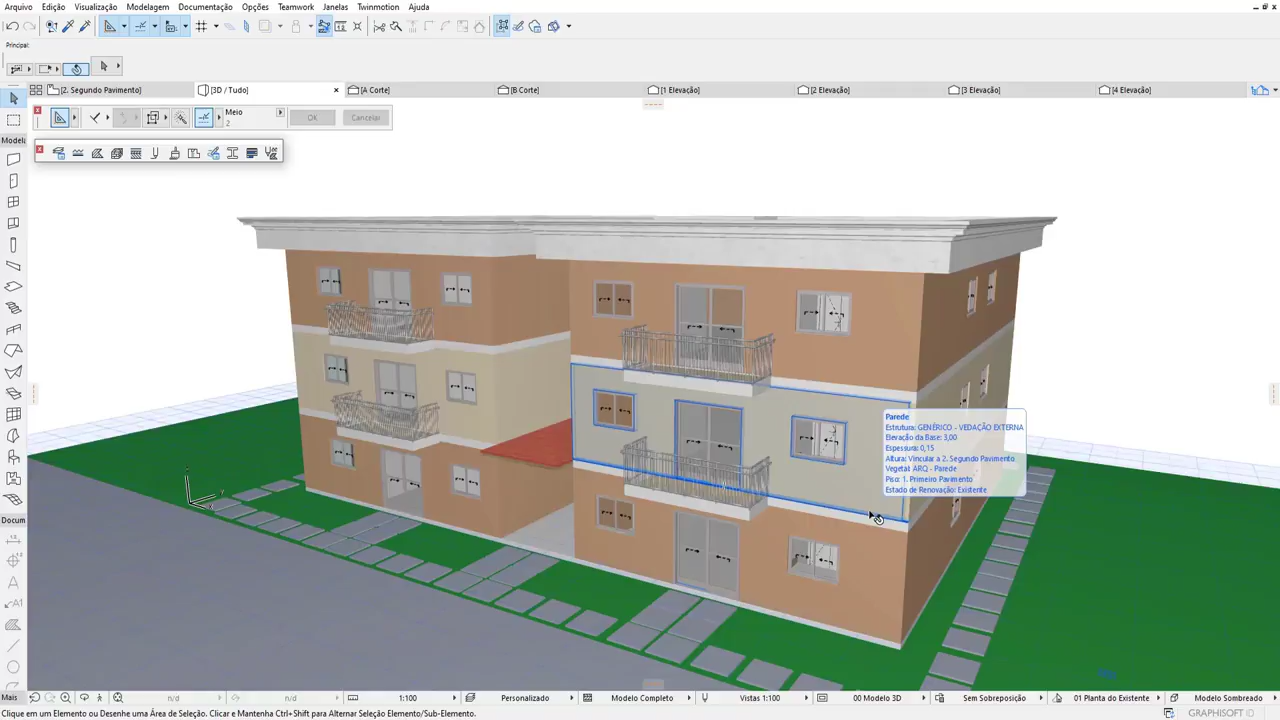 Arquivo Edição Visualização Modelagem Documentação Opções Teamwork Janelas Twinmotion Ajuda
Principal:
[2. Segundo Pavimento] [3D / Tudo] [A Corte] [B Corte] [1 Elevação] [2 Elevação] [3 Elevação] [4 Elevação]
Meio
2
OK Cancelar
Modela
Parede
Estrutura: GENÉRICO - VEDAÇÃO EXTERNA
Elevação da Base: 3,00
Espessura: 0,15
Altura: Vincular a 2. Segundo Pavimento
Vegetal: ARQ - Parede
Piso: 1. Primeiro Pavimento
Estado de Renovação: Existente
Docum
Mais n/d n/d 1:100 Personalizado Modelo Completo Vistas 1:100 00 Modelo 3D Sem Sobreposição 01 Planta do Existente Modelo Sombreado
Clique em um Elemento ou Desenhe uma Área de Seleção. Clicar e Mantenha Ctrl+Shift para Alternar Seleção Elemento/Sub-Elemento.
GRAPHISOFT ID